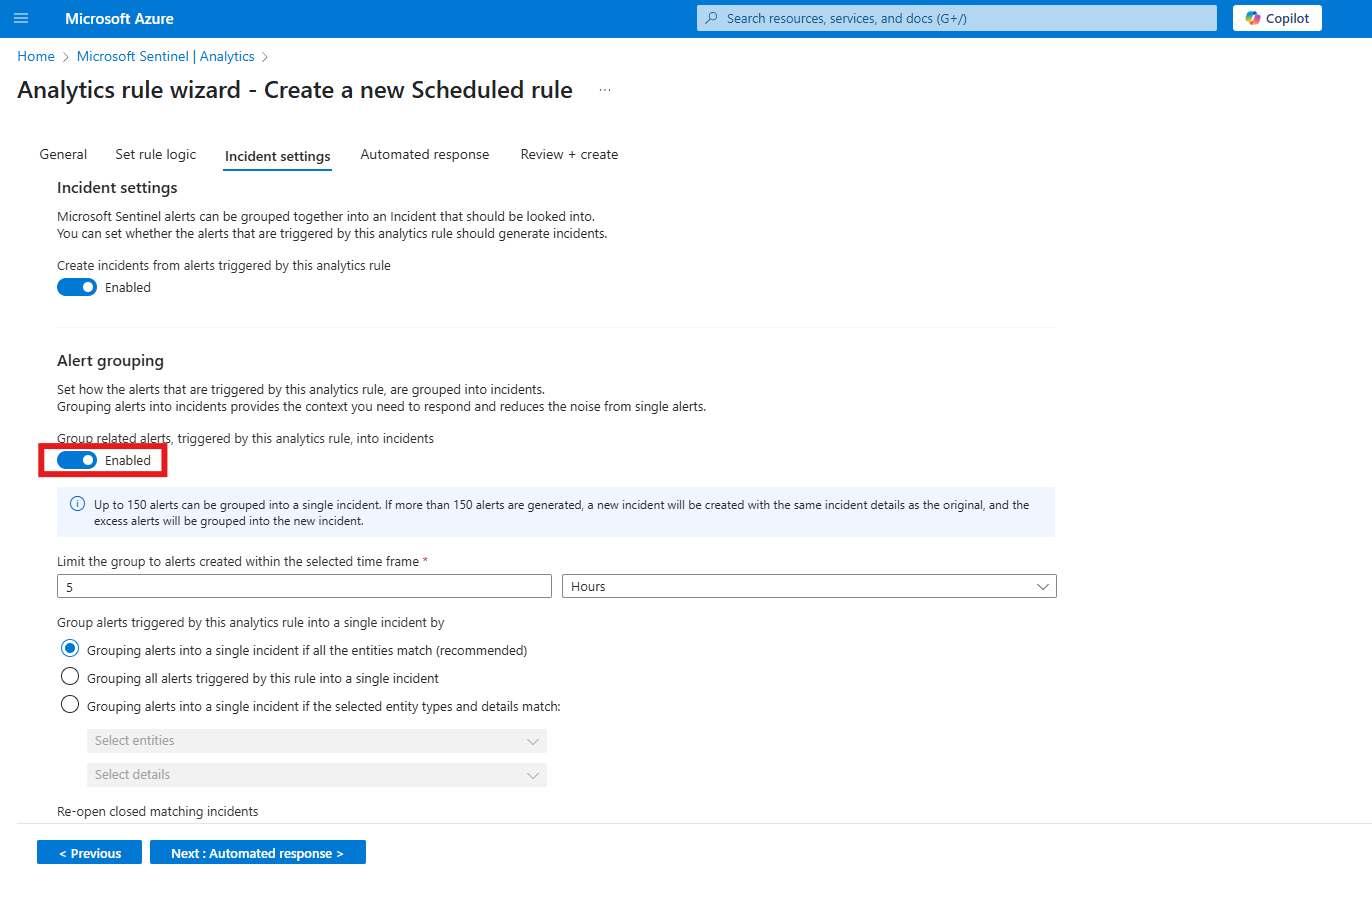 Microsoft Azure
Search resources, services, and docs (G+/)
Copilot
Home > Microsoft Sentinel | Analytics >
Analytics rule wizard - Create a new Scheduled rule ...
General Set rule logic Incident settings Automated response Review + create
Incident settings
Microsoft Sentinel alerts can be grouped together into an Incident that should be looked into.
You can set whether the alerts that are triggered by this analytics rule should generate incidents.
Create incidents from alerts triggered by this analytics rule
Enabled
Alert grouping
Set how the alerts that are triggered by this analytics rule, are grouped into incidents.
Grouping alerts into incidents provides the context you need to respond and reduces the noise from single alerts.
Group related alerts, triggered by this analytics rule, into incidents
Enabled
Up to 150 alerts can be grouped into a single incident. If more than 150 alerts are generated, a new incident will be created with the same incident details as the original, and the
excess alerts will be grouped into the new incident.
Limit the group to alerts created within the selected time frame *
5 Hours
Group alerts triggered by this analytics rule into a single incident by
Grouping alerts into a single incident if all the entities match (recommended)
Grouping all alerts triggered by this rule into a single incident
Grouping alerts into a single incident if the selected entity types and details match:
Select entities
Select details
Re-open closed matching incidents
< Previous Next : Automated response >